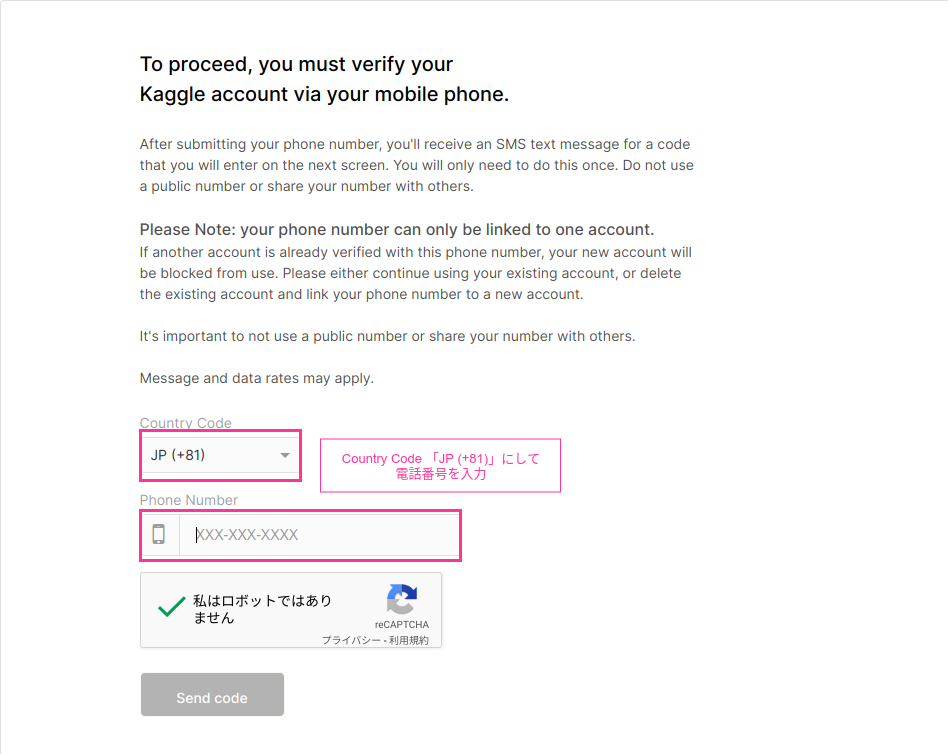 To proceed, you must verify your
Kaggle account via your mobile phone.
After submitting your phone number, you'll receive an SMS text message for a code
that you will enter on the next screen. You will only need to do this once. Do not use
a public number or share your number with others.
Please Note: your phone number can only be linked to one account.
If another account is already verified with this phone number, your new account will
be blocked from use. Please either continue using your existing account, or delete
the existing account and link your phone number to a new account.
It's important to not use a public number or share your number with others.
Message and data rates may apply.
Country Code
JP (+81)
Country Code 「JP (+81)」にして
電話番号を入力
Phone Number
XXX-XXX-XXXX
私はロボットではあり
ません
reCAPTCHA
プライバシー - 利用規約
Send code